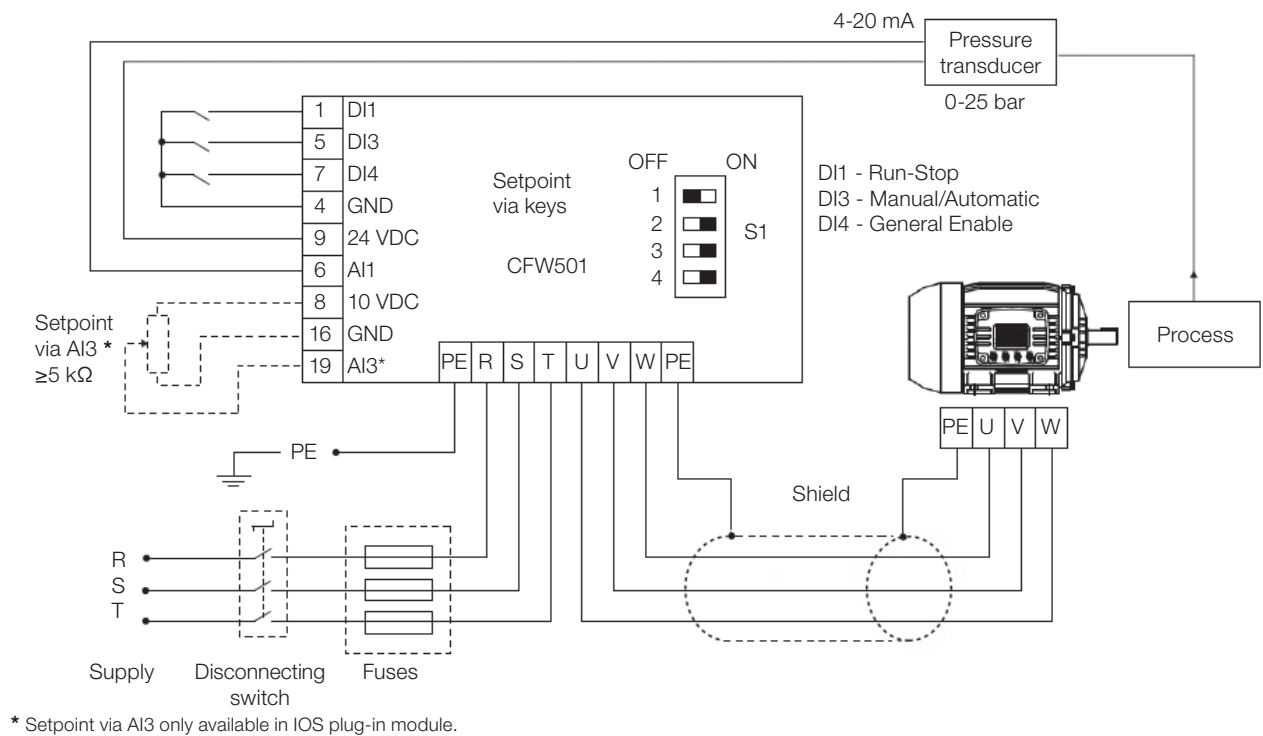 4-20 mA
Pressure
transducer
0-25 bar
1 DI1
5 DI3
7 DI4
4 GND
9 24 VDC
6 AI1
8 10 VDC
16 GND
19 AI3*
Setpoint
via keys
CFW501
OFF ON
1
2
3
4
S1
DI1 - Run-Stop
DI3 - Manual/Automatic
DI4 - General Enable
Setpoint
via AI3 *
≥5 kΩ
PE R S T U V W PE
Process
PE U V W
PE
Shield
R
S
T
Supply
Disconnecting
switch
Fuses
* Setpoint via AI3 only available in IOS plug-in module.